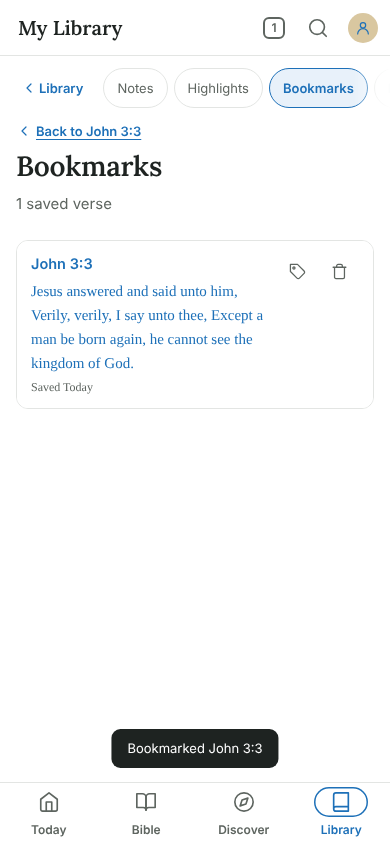 My Library
1
Library
Notes
Highlights
Bookmarks
Back to John 3:3
Bookmarks
1 saved verse
John 3:3
Jesus answered and said unto him,
Verily, verily, I say unto thee, Except a
man be born again, he cannot see the
kingdom of God.
Saved Today
Bookmarked John 3:3
Today
Bible
Discover
Library